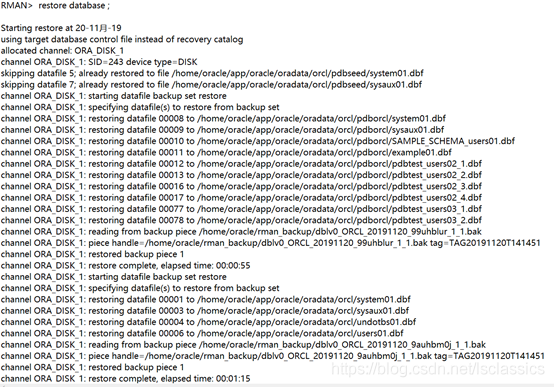 RMAN> restore database ;
Starting restore at 20-11月-19
using target database control file instead of recovery catalog
allocated channel: ORA_DISK_1
channel ORA_DISK_1: SID=243 device type=DISK
skipping datafile 5; already restored to file /home/oracle/app/oracle/oradata/orcl/pdbseed/system01.dbf
skipping datafile 7; already restored to file /home/oracle/app/oracle/oradata/orcl/pdbseed/sysaux01.dbf
channel ORA_DISK_1: starting datafile backup set restore
channel ORA_DISK_1: specifying datafile(s) to restore from backup set
channel ORA_DISK_1: restoring datafile 00008 to /home/oracle/app/oracle/oradata/orcl/pdborcl/system01.dbf
channel ORA_DISK_1: restoring datafile 00009 to /home/oracle/app/oracle/oradata/orcl/pdborcl/sysaux01.dbf
channel ORA_DISK_1: restoring datafile 00010 to /home/oracle/app/oracle/oradata/orcl/pdborcl/SAMPLE_SCHEMA_users01.dbf
channel ORA_DISK_1: restoring datafile 00011 to /home/oracle/app/oracle/oradata/orcl/pdborcl/example01.dbf
channel ORA_DISK_1: restoring datafile 00012 to /home/oracle/app/oracle/oradata/orcl/pdborcl/pdbtest_users02_1.dbf
channel ORA_DISK_1: restoring datafile 00013 to /home/oracle/app/oracle/oradata/orcl/pdborcl/pdbtest_users02_2.dbf
channel ORA_DISK_1: restoring datafile 00016 to /home/oracle/app/oracle/oradata/orcl/pdborcl/pdbtest_users02_3.dbf
channel ORA_DISK_1: restoring datafile 00017 to /home/oracle/app/oracle/oradata/orcl/pdborcl/pdbtest_users02_4.dbf
channel ORA_DISK_1: restoring datafile 00077 to /home/oracle/app/oracle/oradata/orcl/pdborcl/pdbtest_users03_1.dbf
channel ORA_DISK_1: restoring datafile 00078 to /home/oracle/app/oracle/oradata/orcl/pdborcl/pdbtest_users03_2.dbf
channel ORA_DISK_1: reading from backup piece /home/oracle/rman_backup/dblv0_ORCL_20191120_99uhblur_1_1.bak
channel ORA_DISK_1: piece handle=/home/oracle/rman_backup/dblv0_ORCL_20191120_99uhblur_1_1.bak tag=TAG20191120T141451
channel ORA_DISK_1: restored backup piece 1
channel ORA_DISK_1: restore complete, elapsed time: 00:00:55
channel ORA_DISK_1: starting datafile backup set restore
channel ORA_DISK_1: specifying datafile(s) to restore from backup set
channel ORA_DISK_1: restoring datafile 00001 to /home/oracle/app/oracle/oradata/orcl/system01.dbf
channel ORA_DISK_1: restoring datafile 00003 to /home/oracle/app/oracle/oradata/orcl/sysaux01.dbf
channel ORA_DISK_1: restoring datafile 00004 to /home/oracle/app/oracle/oradata/orcl/undotbs01.dbf
channel ORA_DISK_1: restoring datafile 00006 to /home/oracle/app/oracle/oradata/orcl/users01.dbf
channel ORA_DISK_1: reading from backup piece /home/oracle/rman_backup/dblv0_ORCL_20191120_9auhbm0j_1_1.bak
channel ORA_DISK_1: piece handle=/home/oracle/rman_backup/dblv0_ORCL_20191120_9auhbm0j_1_1.bak tag=TAG20191120T141451
channel ORA_DISK_1: restored backup piece 1
channel ORA_DISK_1: restore complete, elapsed time: 00:01:15
https://blog.csdn.net/lsclassics